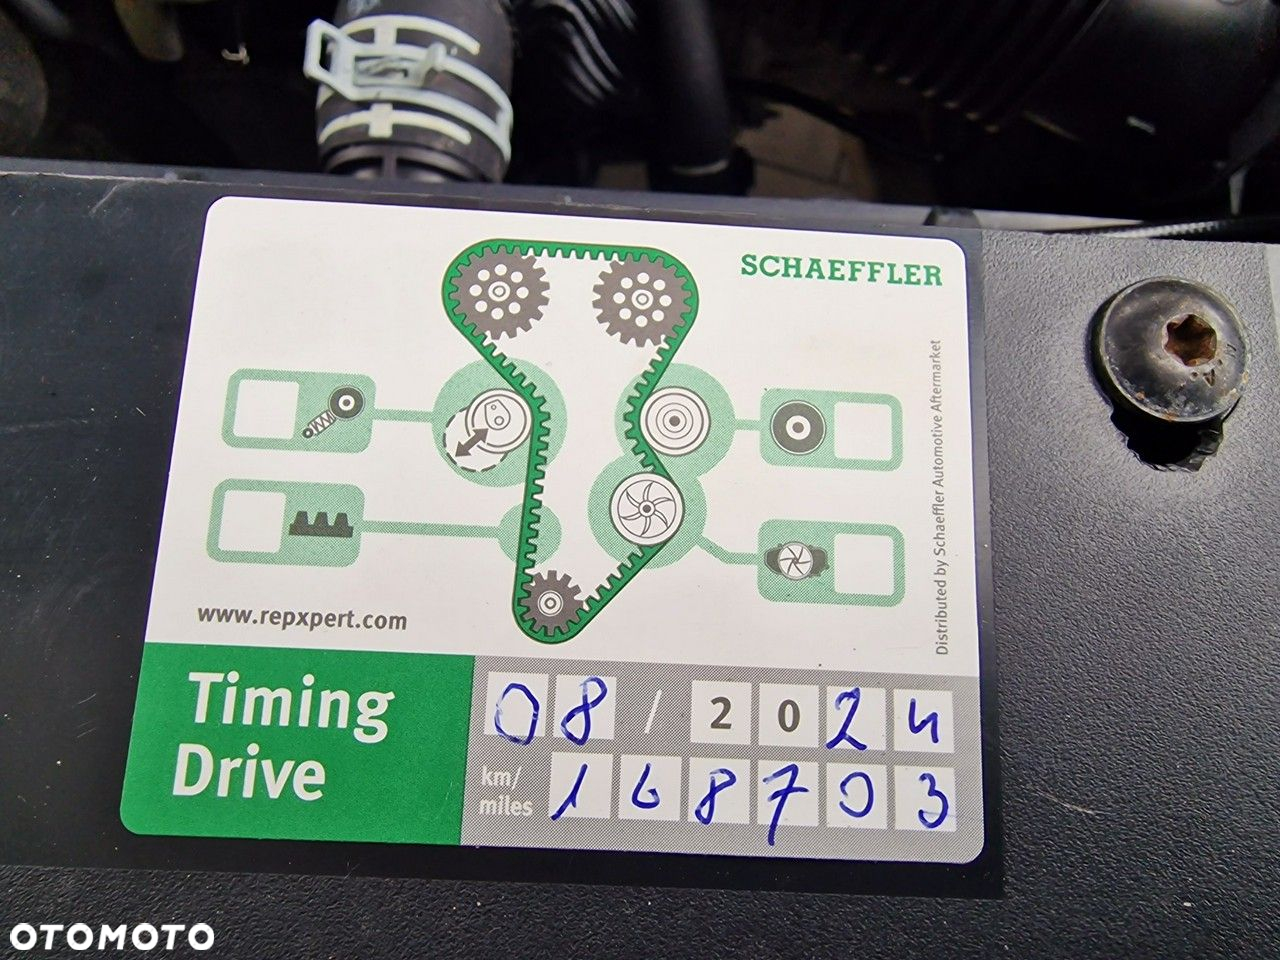 SCHAEFFLER
Distributed by Schaeffler Automotive Aftermarket
www.repxpert.com
Timing
Drive
08 / 2024
km/
miles
168703
OTOMOTO